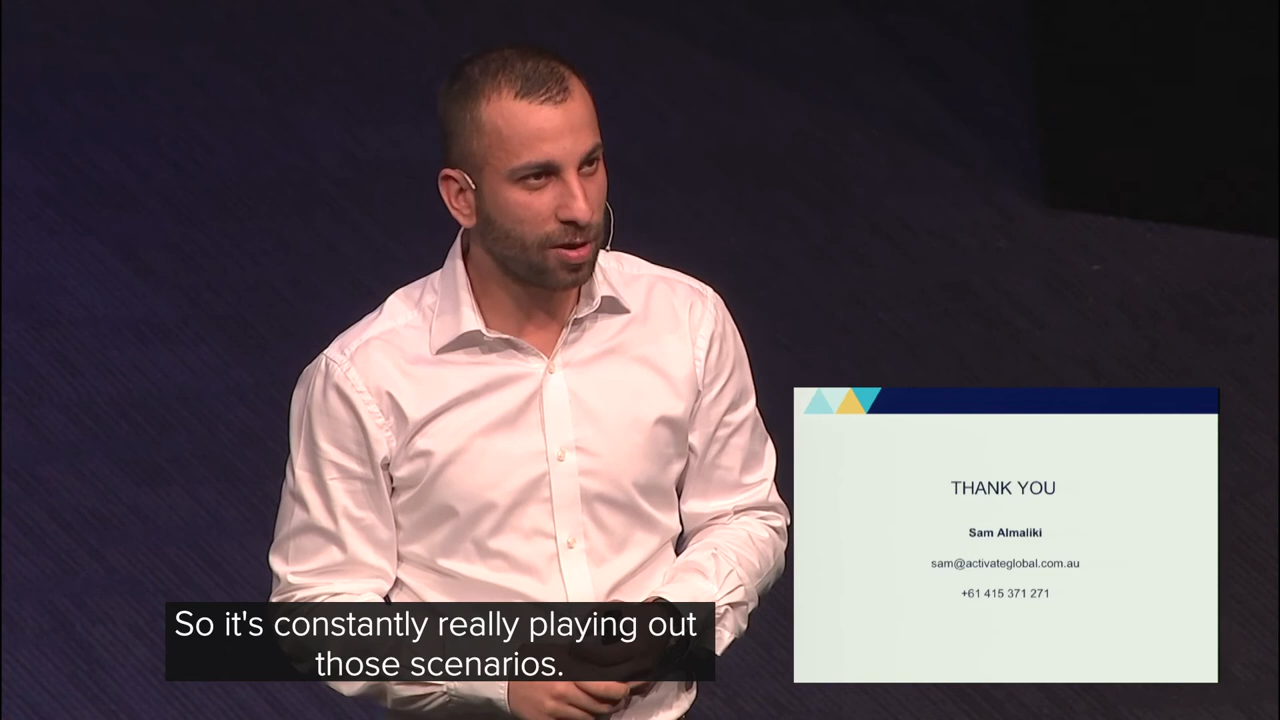 THANK YOU
Sam Almaliki
sam@activateglobal.com.au
+61 415 371 271
So it's constantly really playing out
those scenarios.